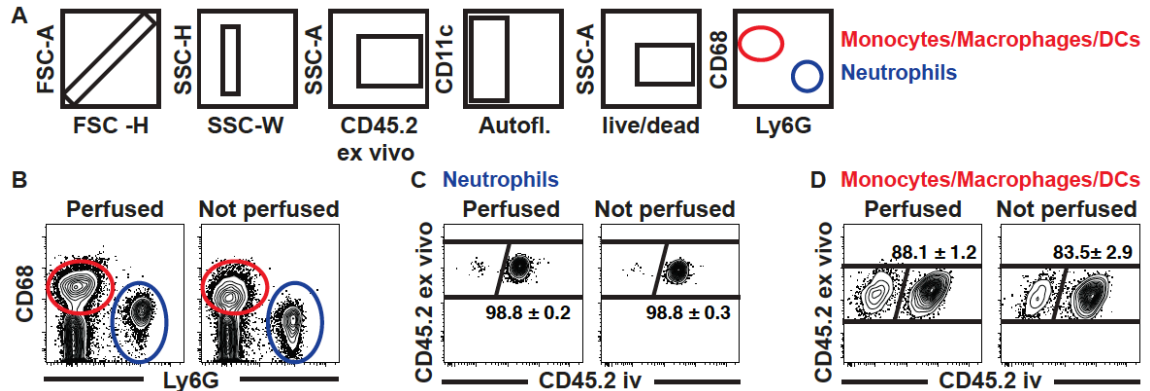 A
FSC-A
FSC -H
SSC-H
SSC-W
SSC-A
CD45.2
ex vivo
CD11c
Autofl.
SSC-A
live/dead
CD68
Ly6G
Monocytes/Macrophages/DCs
Neutrophils
B
Perfused
Not perfused
CD68
Ly6G
C Neutrophils
Perfused
Not perfused
CD45.2 ex vivo
98.8 ± 0.2
98.8 ± 0.3
CD45.2 iv
D Monocytes/Macrophages/DCs
Perfused
Not perfused
CD45.2 ex vivo
88.1 ± 1.2
83.5± 2.9
CD45.2 iv